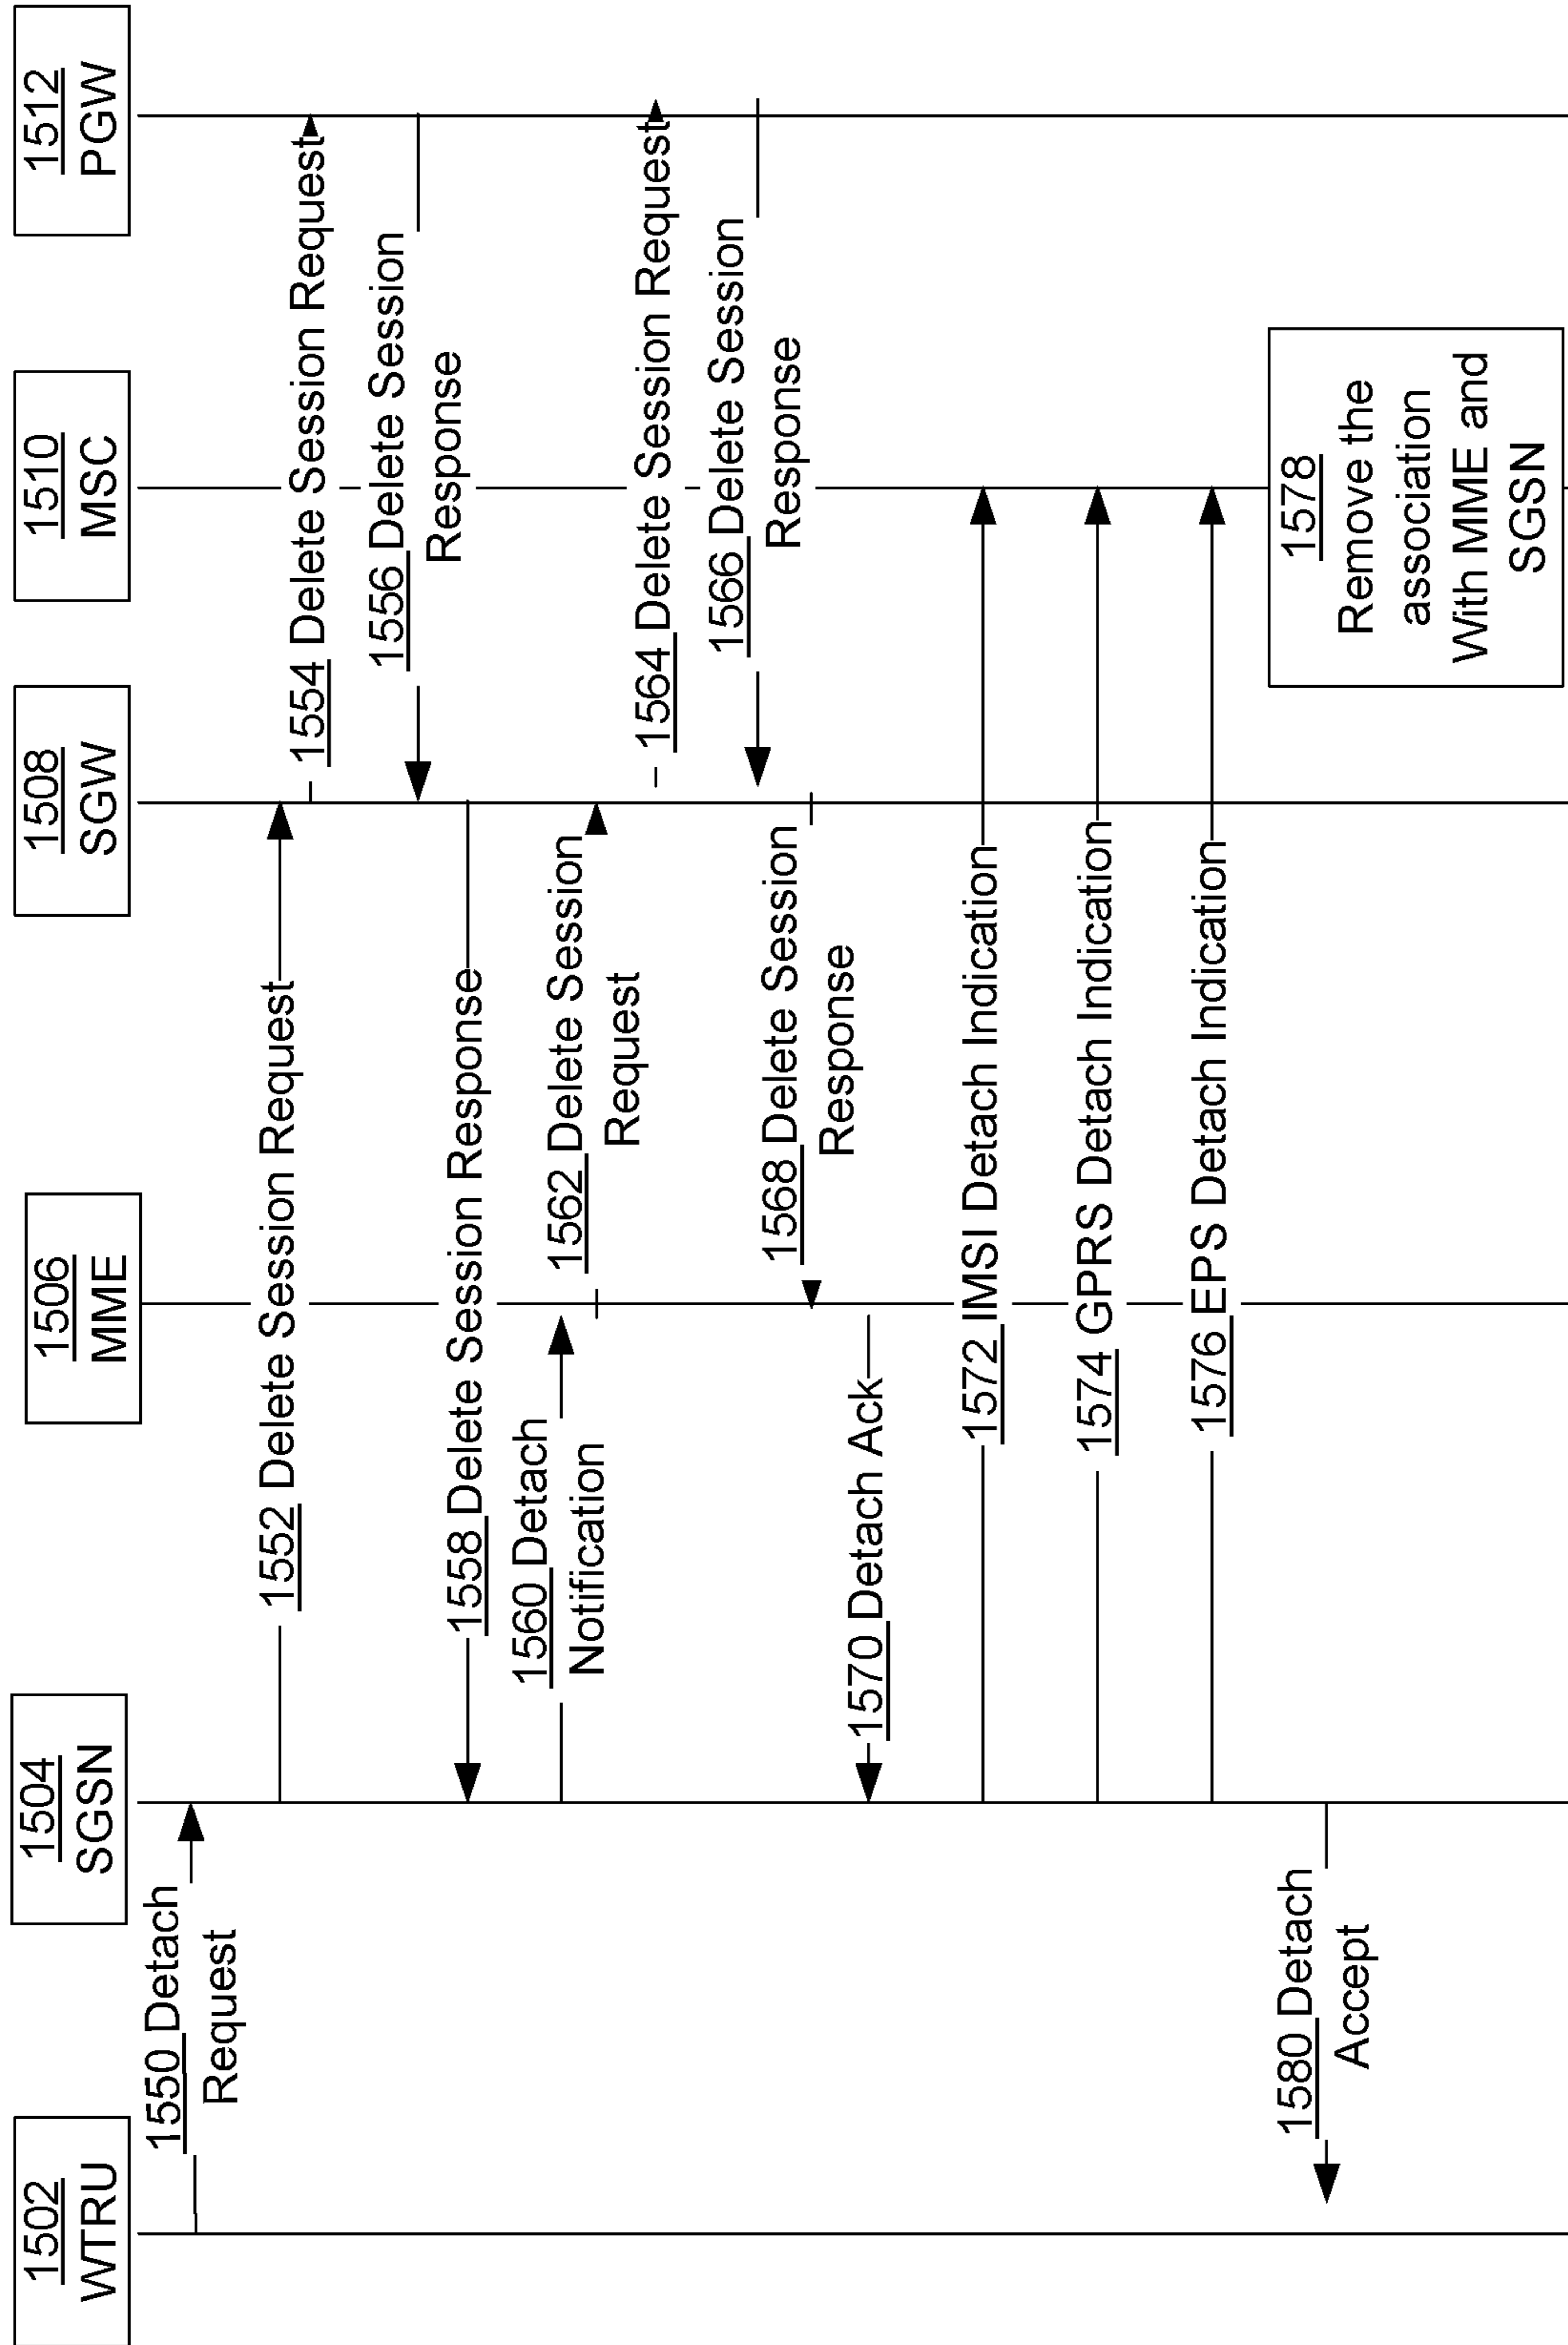 1502
WTRU
1504
SGSN
1506
MME
1508
SGW
1510
MSC
1512
PGW
1550 Detach
Request
1552 Delete Session Request
1554 Delete Session Request
1556 Delete Session
Response
1558 Delete Session Response
1560 Detach
Notification
1562 Delete Session
Request
1564 Delete Session Request
1566 Delete Session
Response
1568 Delete Session
Response
1570 Detach Ack
1572 IMSI Detach Indication
1574 GPRS Detach Indication
1576 EPS Detach Indication
1578
Remove the
association
With MME and
SGSN
1580 Detach
Accept